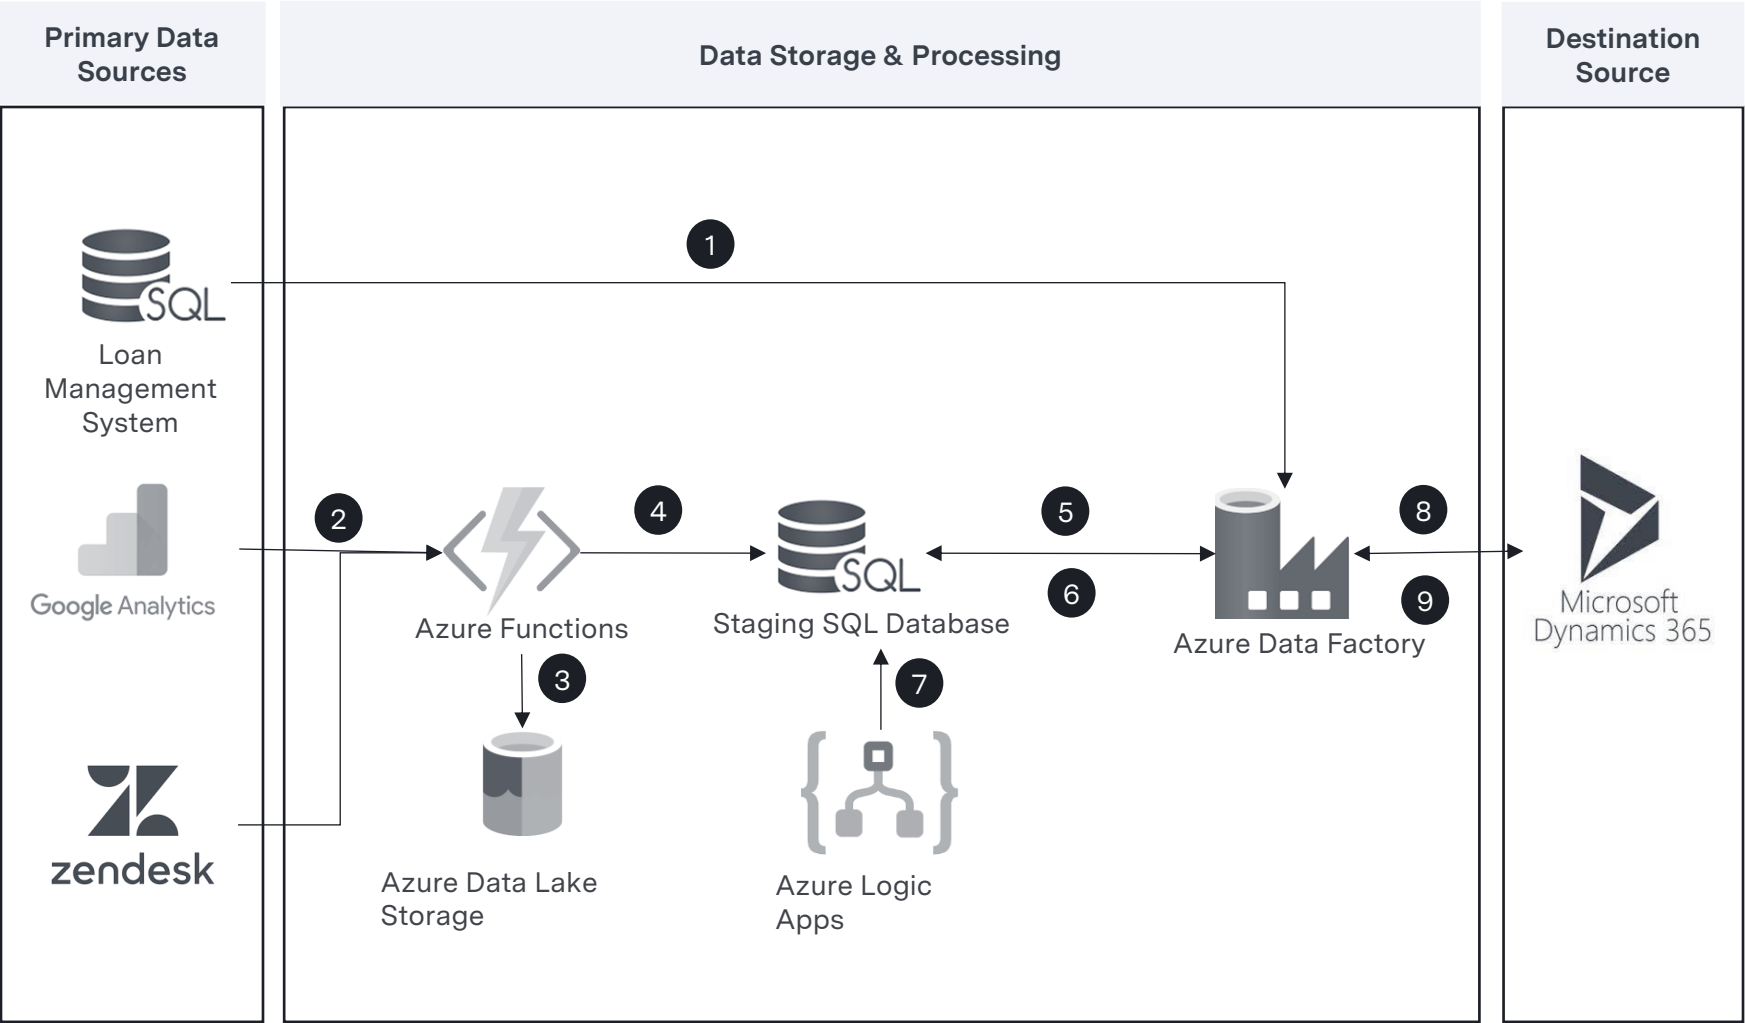 Primary Data
Sources
Data Storage & Processing
Destination
Source
1
SQL
Loan
Management
System
2
4
5
8
SQL
6
9
Google Analytics
Azure Functions
Staging SQL Database
Azure Data Factory
Microsoft
Dynamics 365
3
7
zendesk
Azure Data Lake
Storage
Azure Logic
Apps